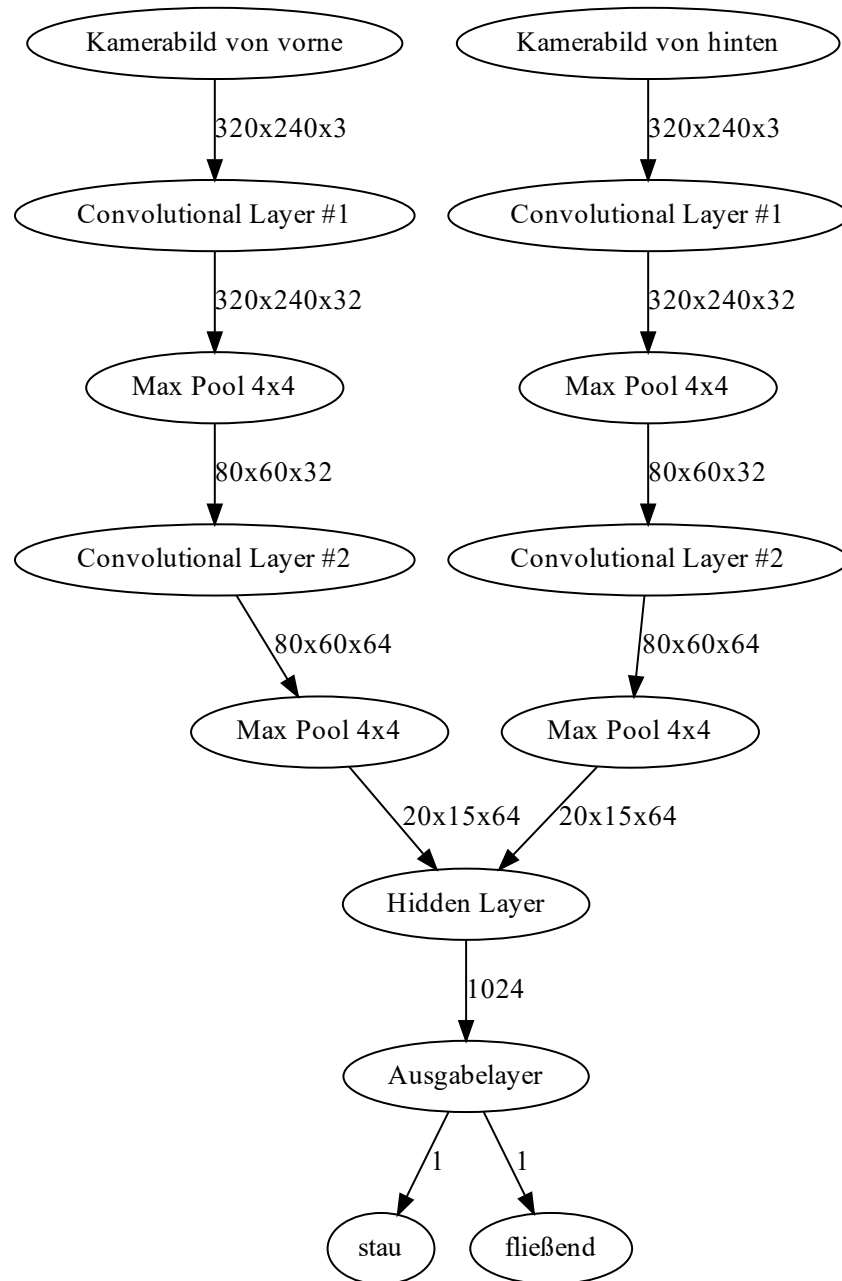 Kamerabild von vorne
Kamerabild von hinten
320x240x3
320x240x3
Convolutional Layer #1
Convolutional Layer #1
320x240x32
320x240x32
Max Pool 4x4
Max Pool 4x4
80x60x32
80x60x32
Convolutional Layer #2
Convolutional Layer #2
80x60x64
80x60x64
Max Pool 4x4
Max Pool 4x4
20x15x64
20x15x64
Hidden Layer
1024
Ausgabelayer
1
1
stau
fließend